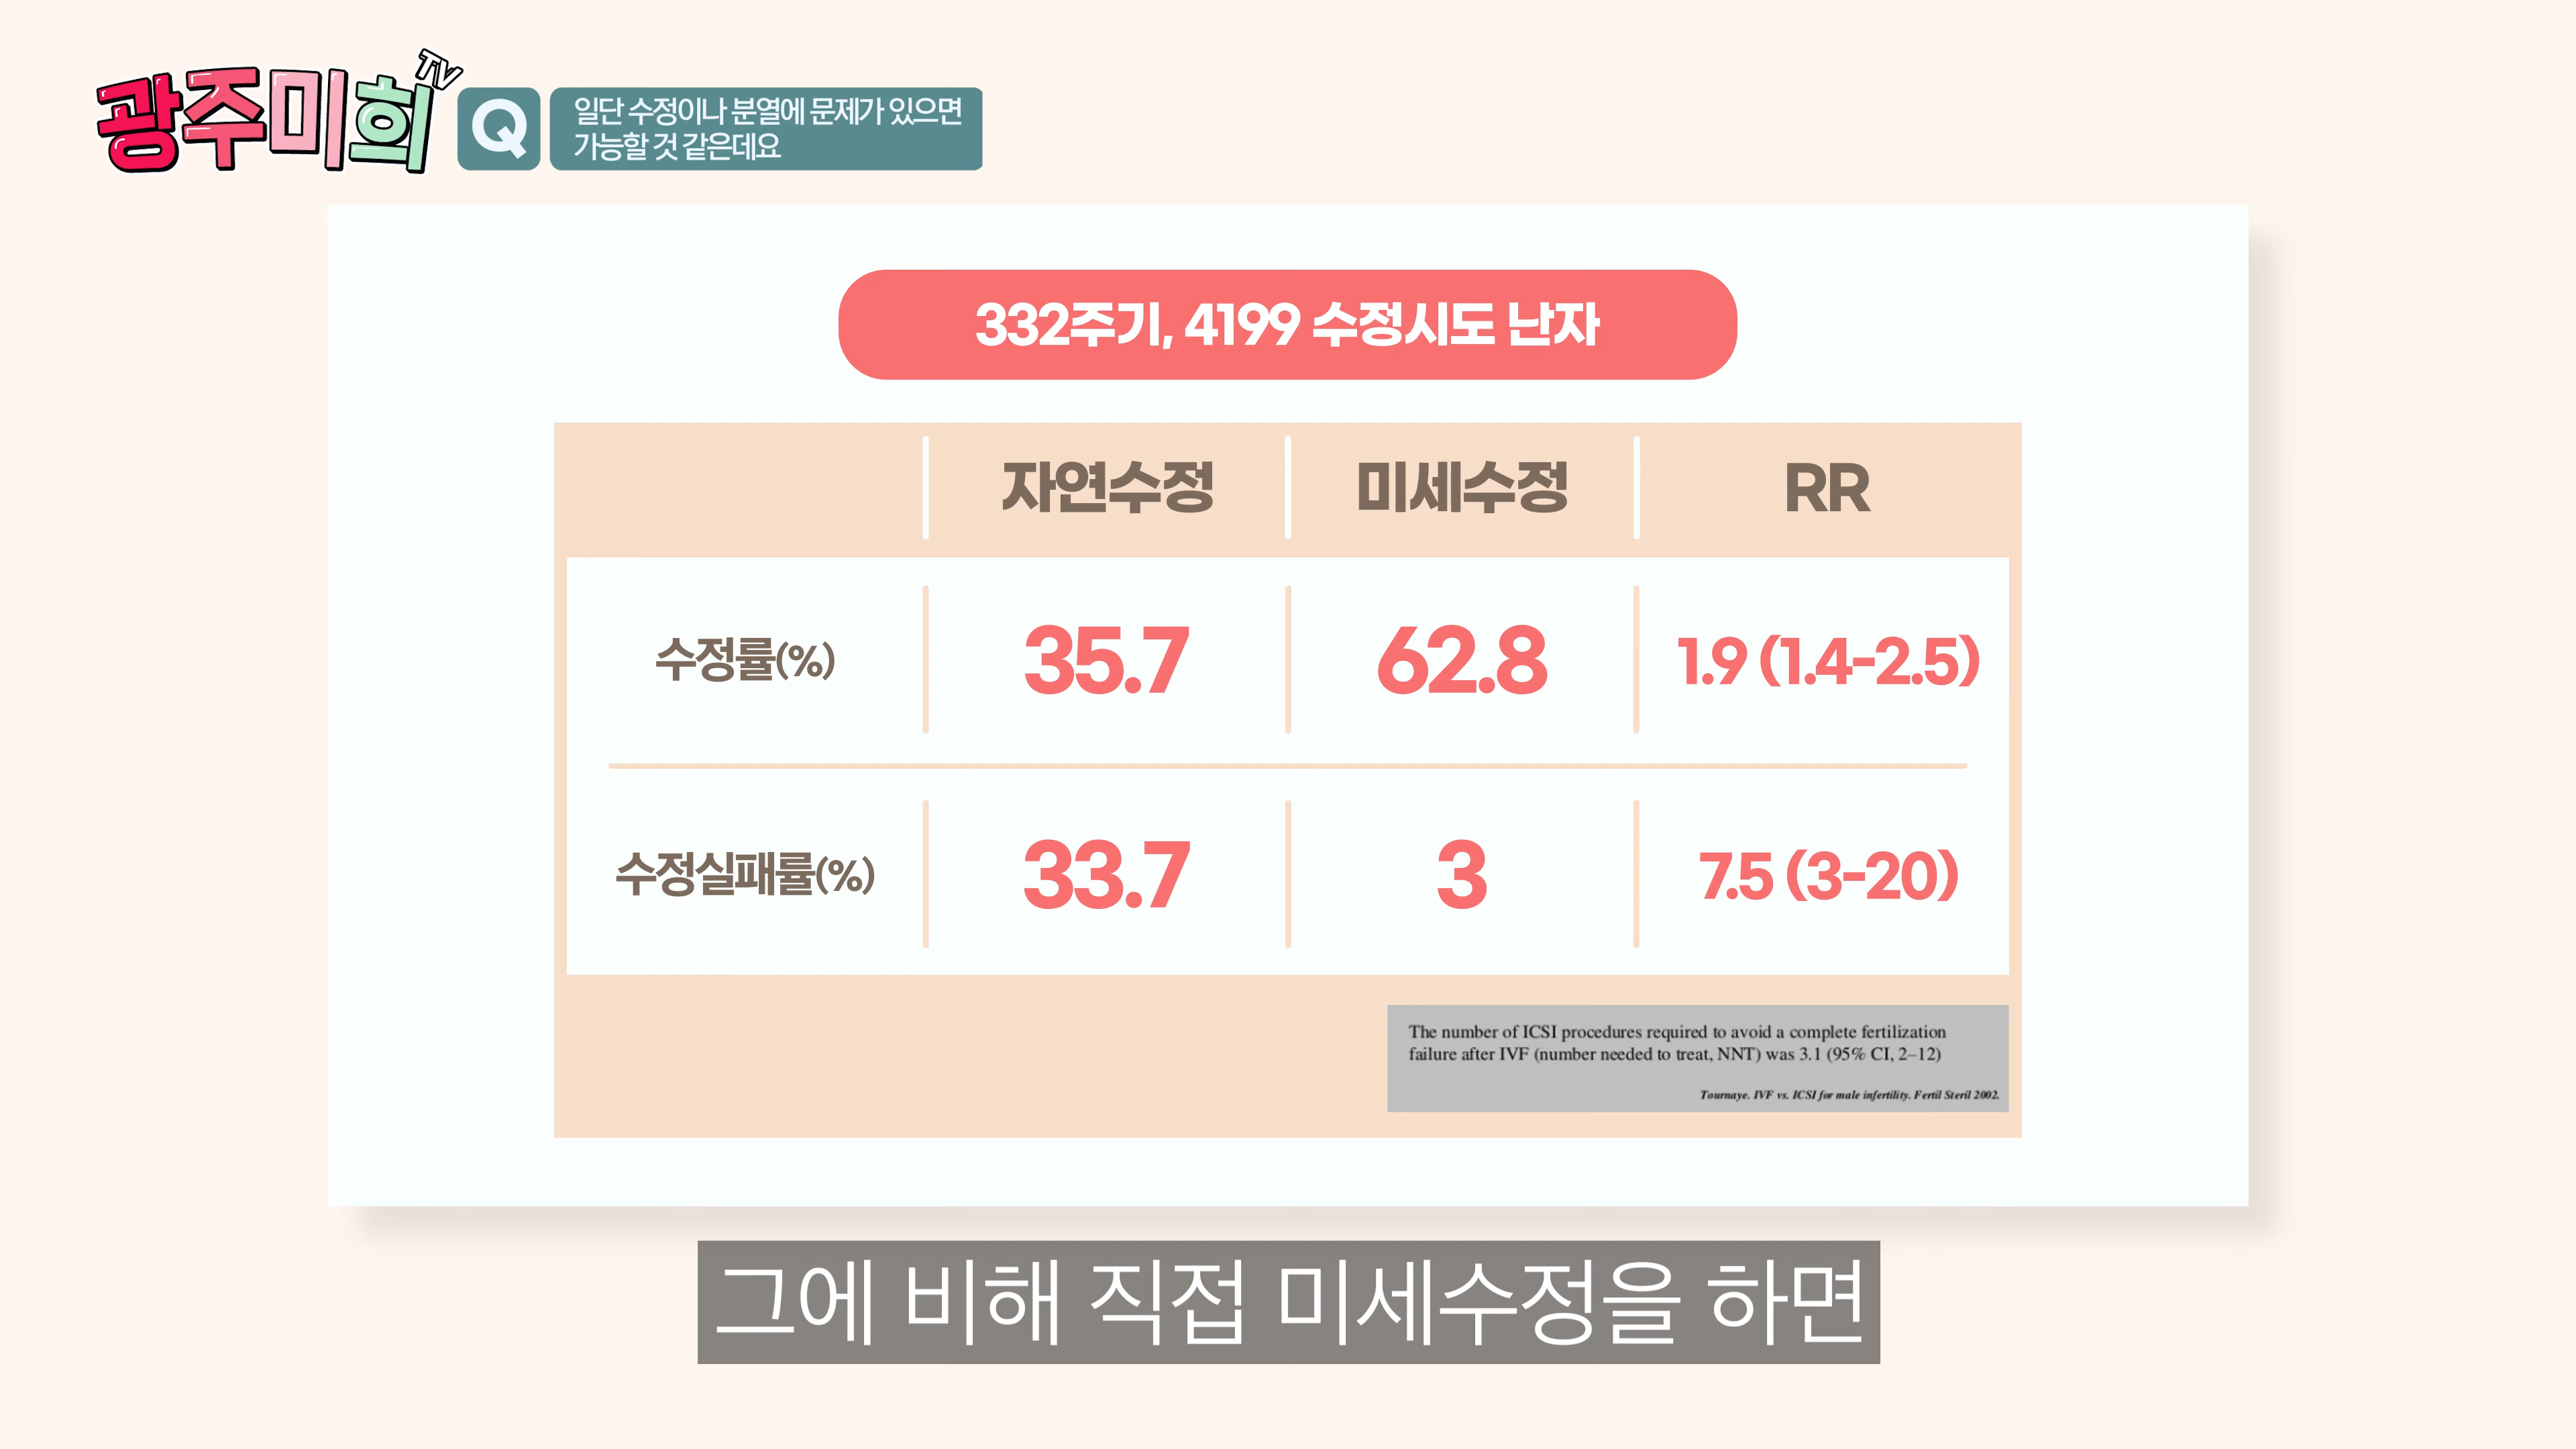 광주미희 TV
Q
일단 수정이나 분열에 문제가 있으면
가능할 것 같은데요
332주기, 4199 수정시도 난자
자연수정 미세수정 RR
수정률(%) 35.7 62.8 1.9 (1.4-2.5)
수정실패률(%) 33.7 3 7.5 (3-20)
The number of ICSI procedures required to avoid a complete fertilization
failure after IVF (number needed to treat, NNT) was 3.1 (95% CI, 2–12)
Tournaye. IVF vs. ICSI for male infertility. Fertil Steril 2002.
그에 비해 직접 미세수정을 하면